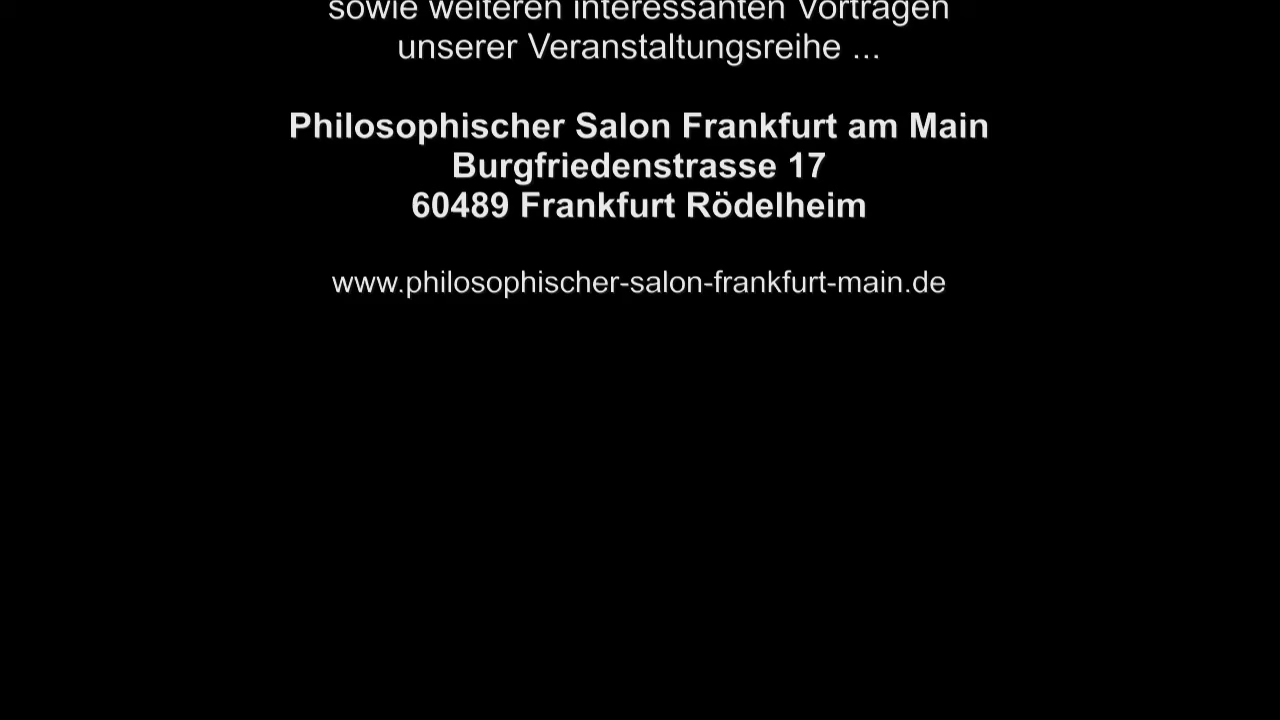 sowie weiteren interessanten Vorträgen
unserer Veranstaltungsreihe ...
Philosophischer Salon Frankfurt am Main
Burgfriedenstrasse 17
60489 Frankfurt Rödelheim
www.philosophischer-salon-frankfurt-main.de